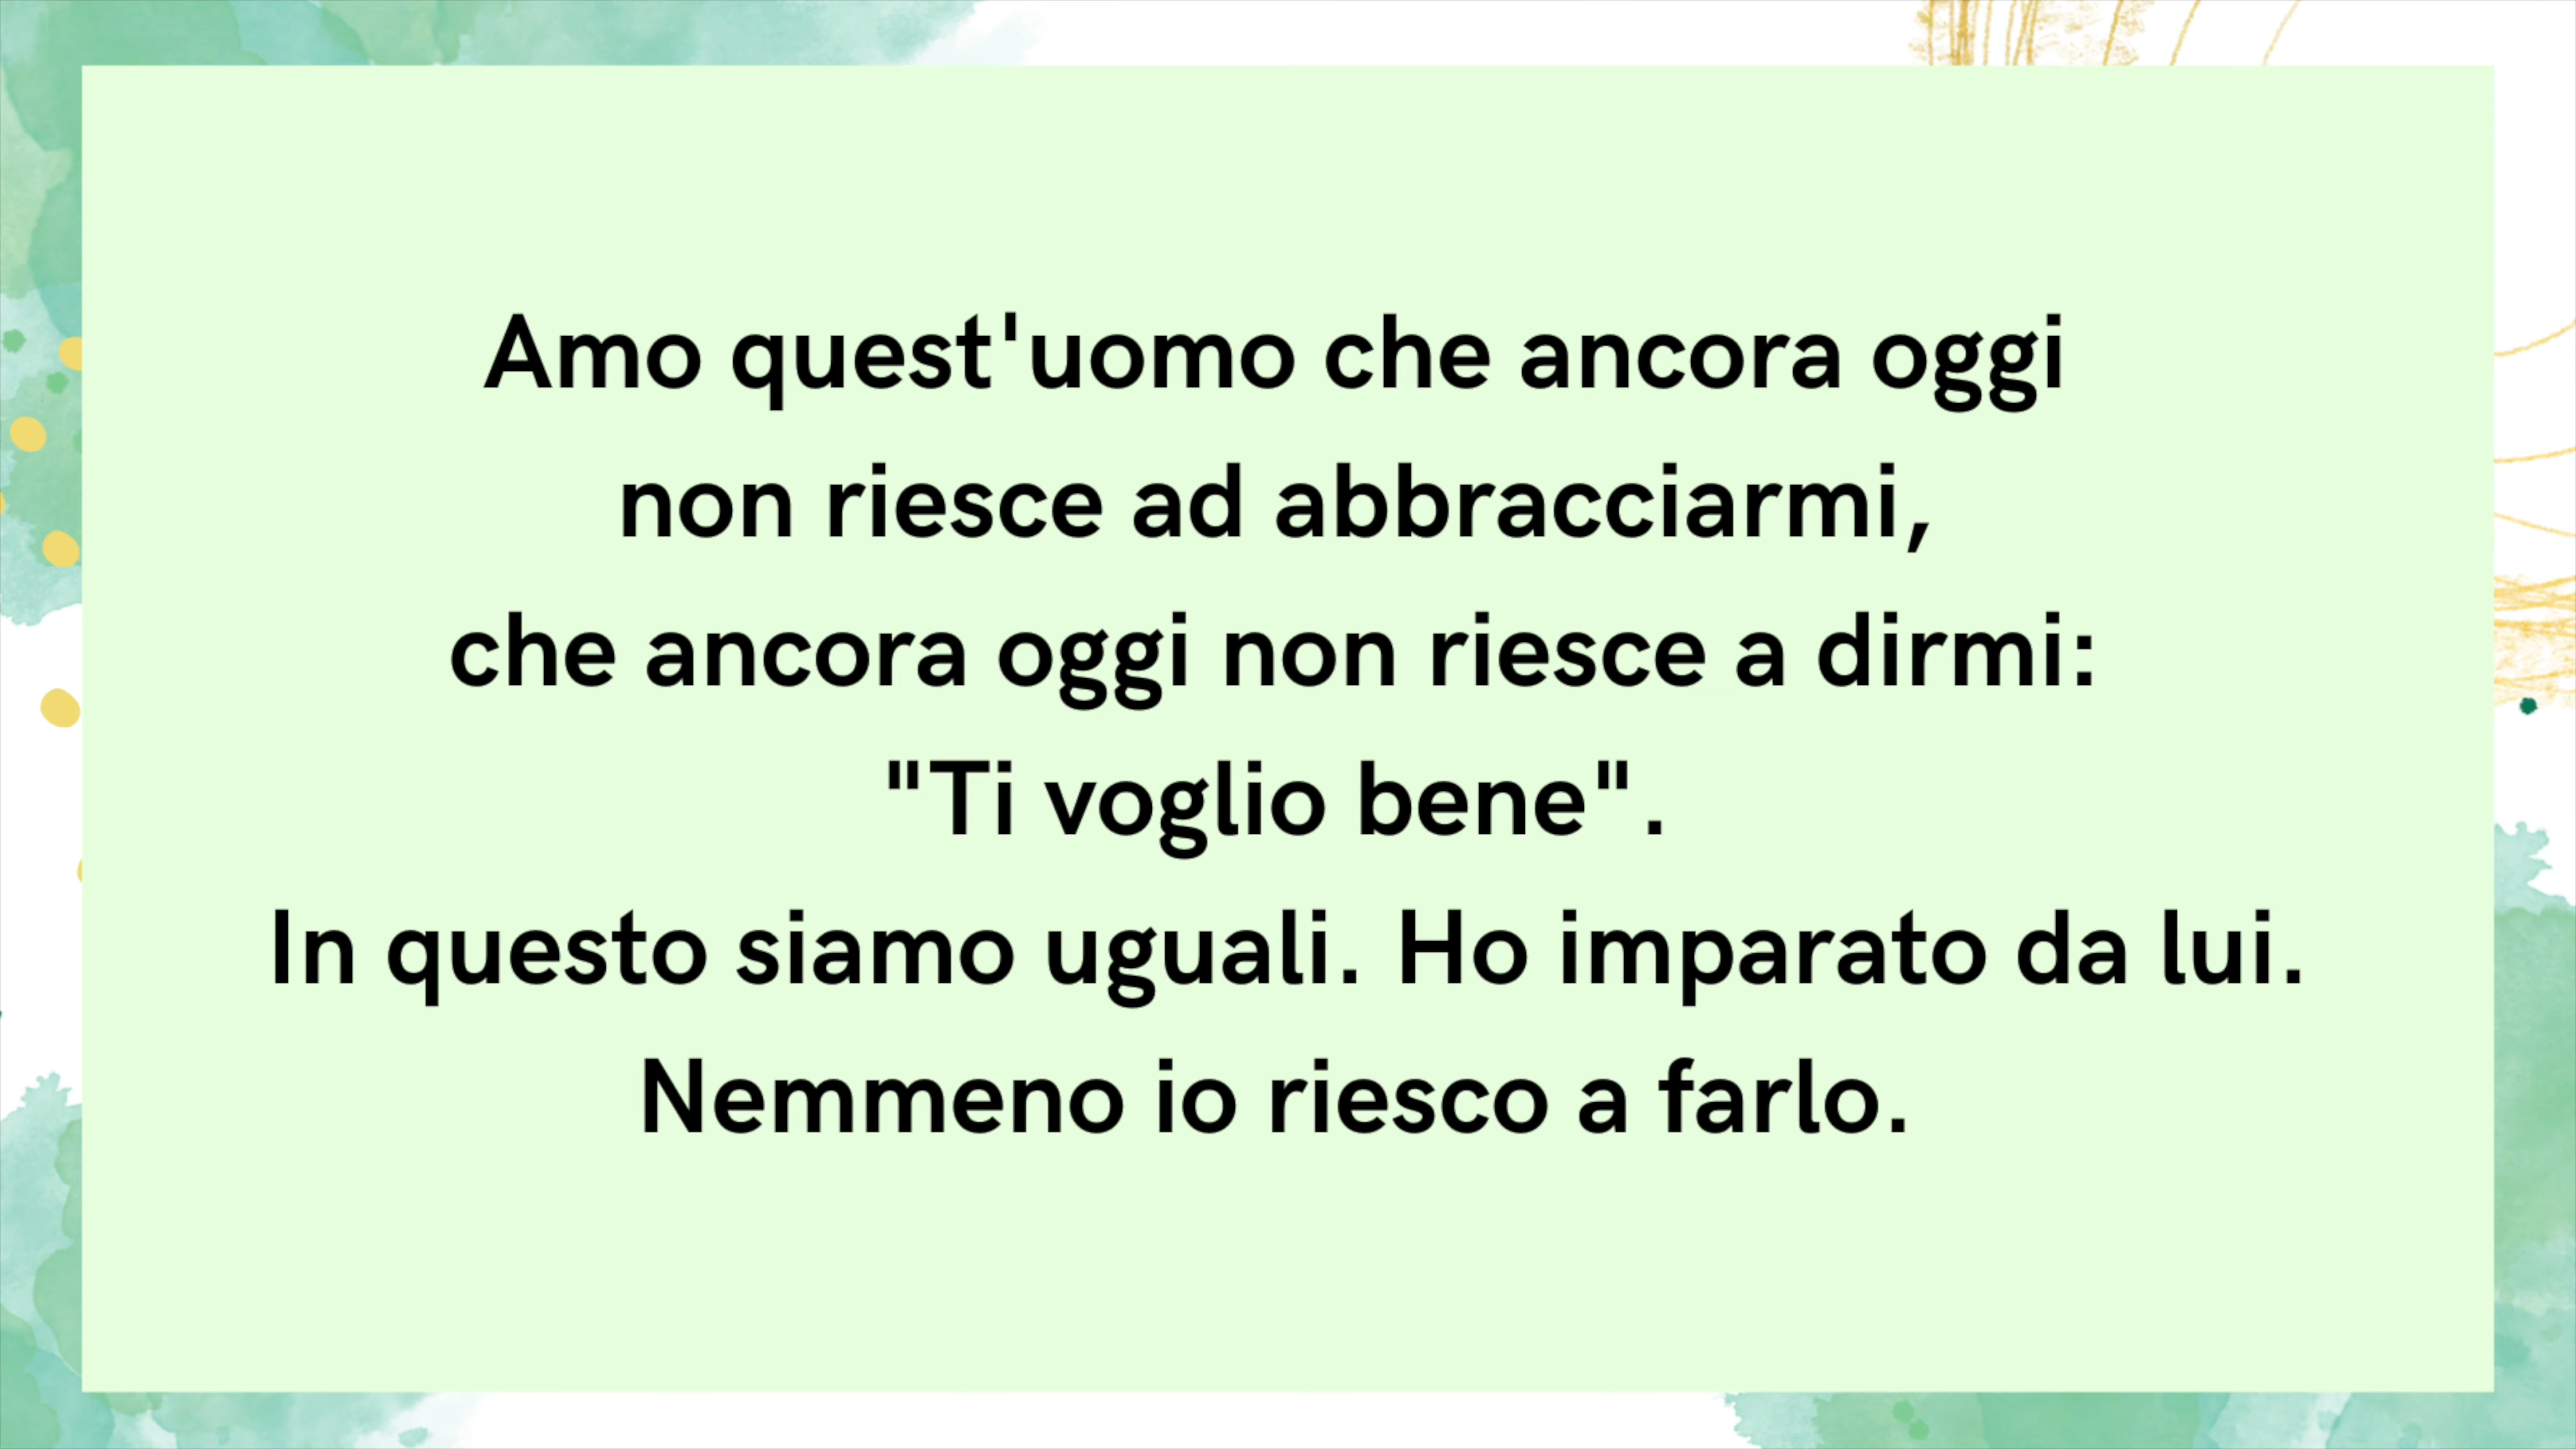 Amo quest'uomo che ancora oggi
non riesce ad abbracciarmi,
che ancora oggi non riesce a dirmi:
"Ti voglio bene".
In questo siamo uguali. Ho imparato da lui.
Nemmeno io riesco a farlo.